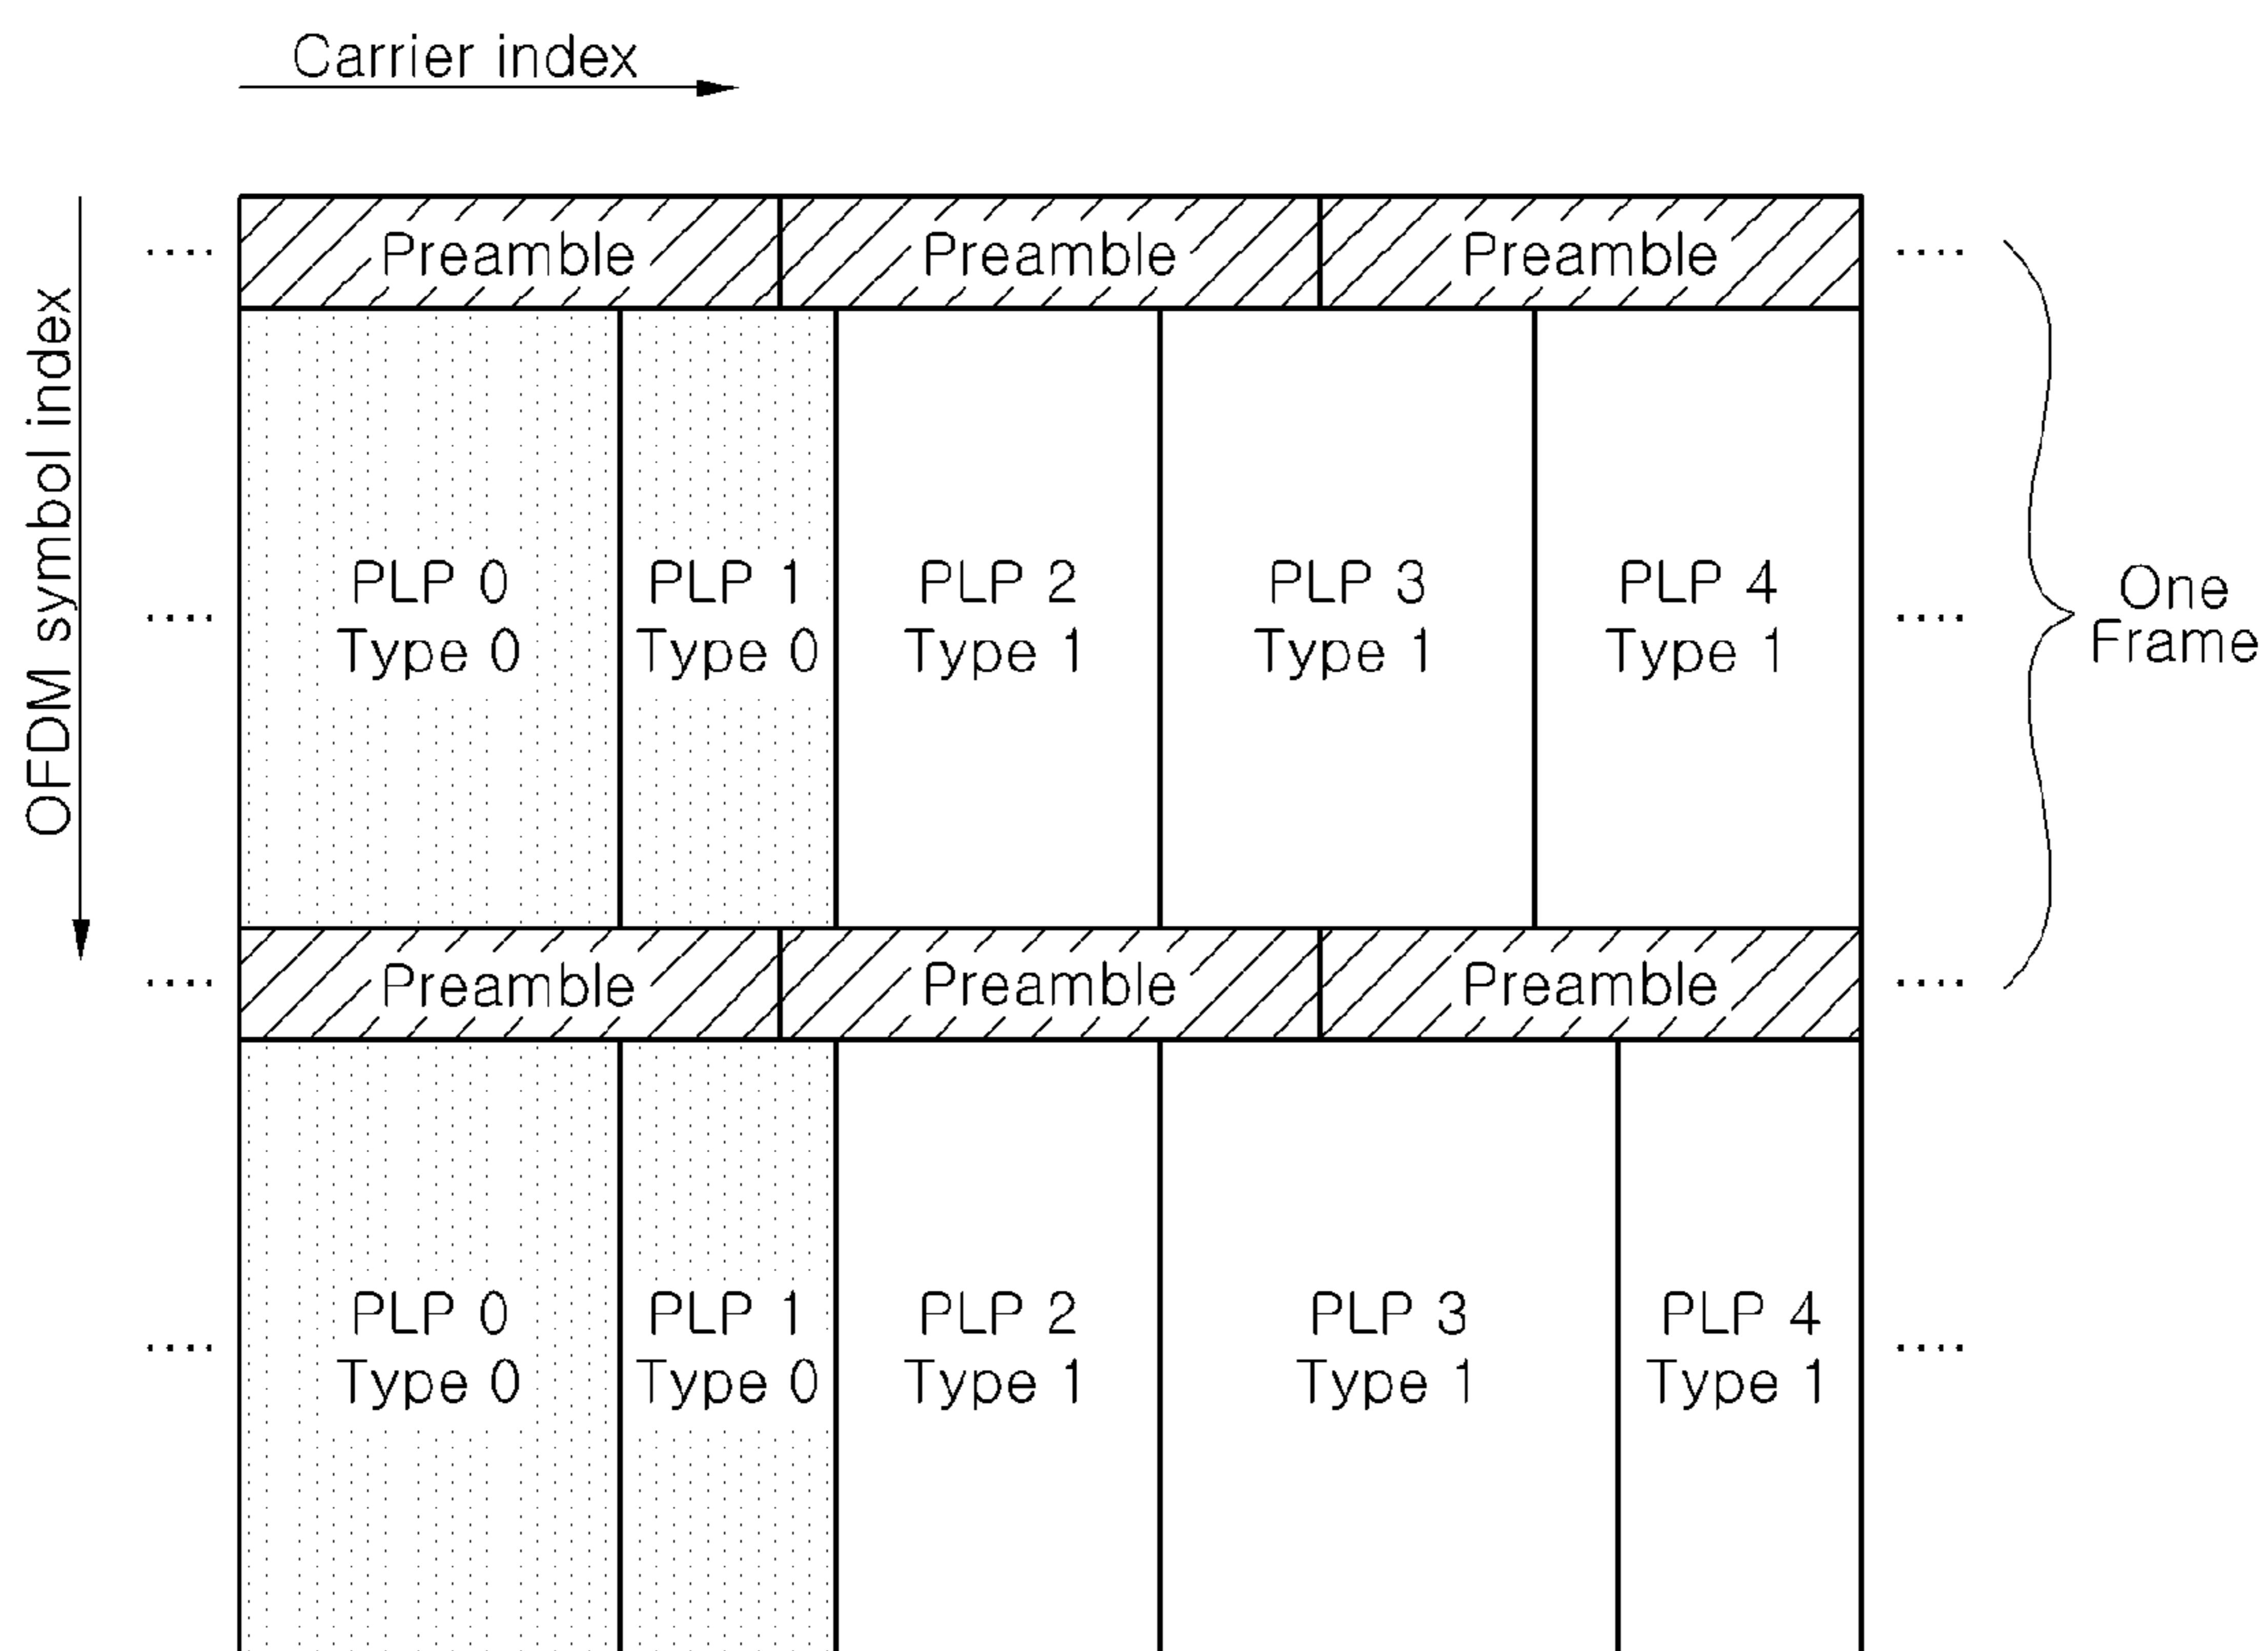 Carrier index
OFDM symbol index
.... Preamble Preamble Preamble ....
.... PLP 0 PLP 1 PLP 2 PLP 3 PLP 4 ....
Type 0 Type 0 Type 1 Type 1 Type 1
One
Frame
.... Preamble Preamble Preamble ....
.... PLP 0 PLP 1 PLP 2 PLP 3 PLP 4 ....
Type 0 Type 0 Type 1 Type 1 Type 1